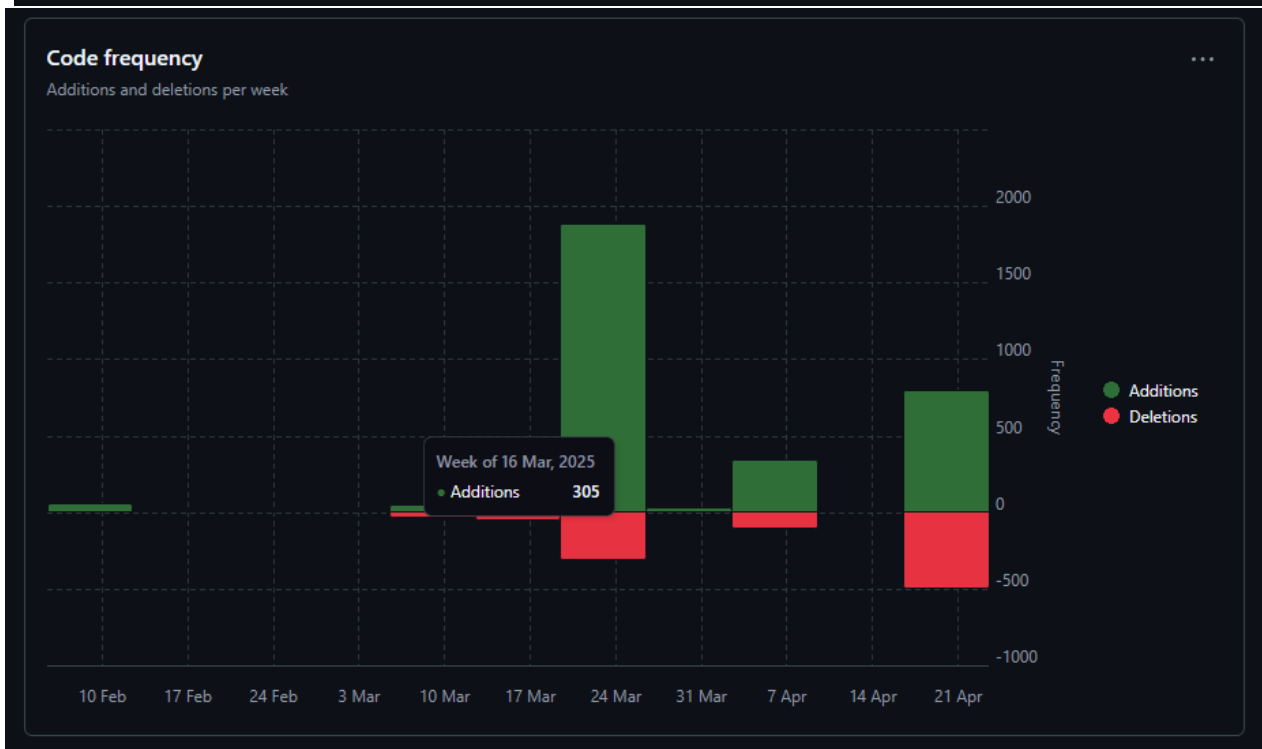 Code frequency
Additions and deletions per week
2000
1500
1000
500
0
-500
-1000
Frequency
Additions
Deletions
Week of 16 Mar, 2025
Additions 305
10 Feb 17 Feb 24 Feb 3 Mar 10 Mar 17 Mar 24 Mar 31 Mar 7 Apr 14 Apr 21 Apr